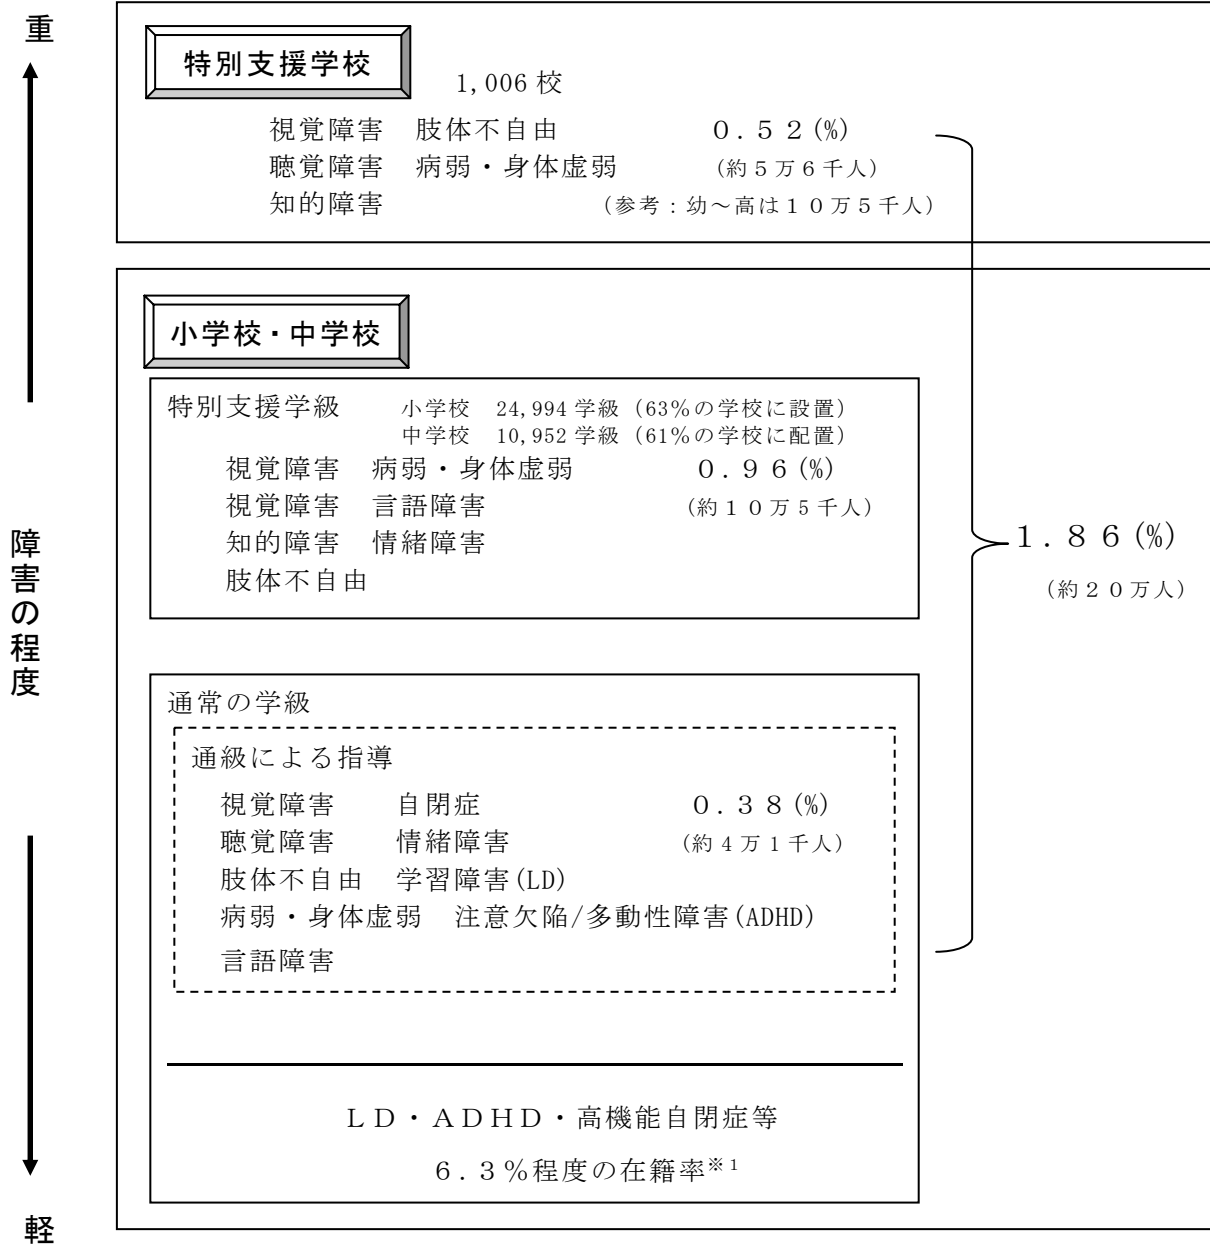 重
特別支援学校
1,006校
視覚障害 肢体不自由 0.52(%)
聴覚障害 病弱・身体虚弱 (約5万6千人)
知的障害 (参考:幼～高は10万5千人)
小学校・中学校
特別支援学級 小学校 24,994学級(63%の学校に設置)
中学校 10,952学級(61%の学校に配置)
視覚障害 病弱・身体虚弱 0.96(%)
視覚障害 言語障害 (約10万5千人)
知的障害 情緒障害
肢体不自由
障害の程度
1.86(%)
(約20万人)
通常の学級
通級による指導
視覚障害 自閉症 0.38(%)
聴覚障害 情緒障害 (約4万1千人)
肢体不自由 学習障害(LD)
病弱・身体虚弱 注意欠陥/多動性障害(ADHD)
言語障害
LD・ADHD・高機能自閉症等
6.3%程度の在籍率※1
軽